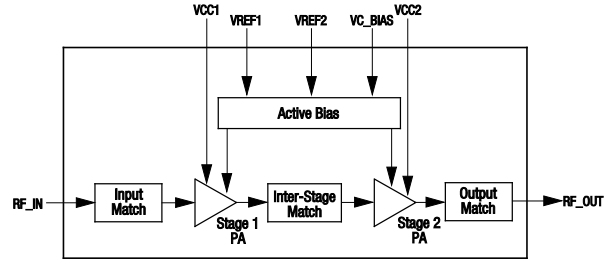 VCC1
VREF1
VREF2
VC_BIAS
VCC2
Active Bias
RF_IN
Input
Match
Stage 1
PA
Inter-Stage
Match
Stage 2
PA
Output
Match
RF_OUT